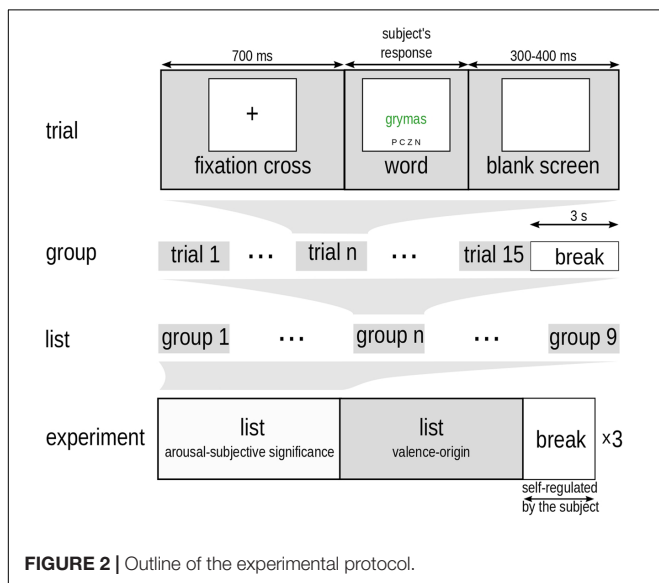 subject's
response
700 ms
300-400 ms
trial
+
grymas
P C Z N
fixation cross
word
blank screen
3 s
group
trial 1 ... trial n ... trial 15 break
list
group 1 ... group n ... group 9
experiment
list
arousal-subjective significance
list
valence-origin
break
x3
self-regulated
by the subject
FIGURE 2 | Outline of the experimental protocol.